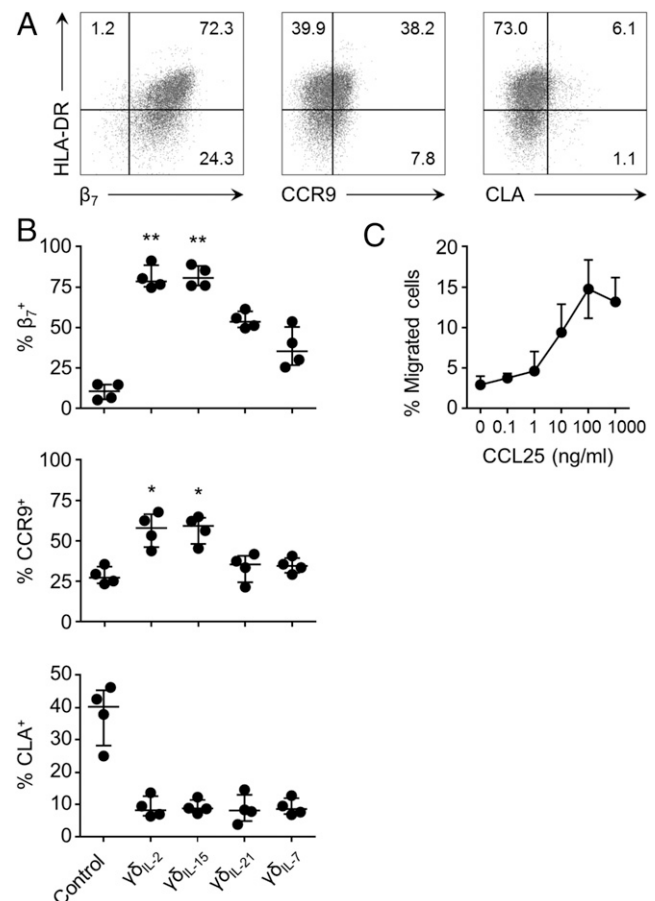 A
1.2 72.3
24.3
HLA-DR
β₇
39.9 38.2
7.8
CCR9
73.0 6.1
1.1
CLA
B
100
75
50
25
0
% β₇⁺
** **
100
75
50
25
0
% CCR9⁺
* *
50
40
30
20
10
0
% CLA⁺
Control
γδIL-2
γδIL-15
γδIL-21
γδIL-7
C
20
15
10
5
0
% Migrated cells
0 0.1 1 10 100 1000
CCL25 (ng/ml)